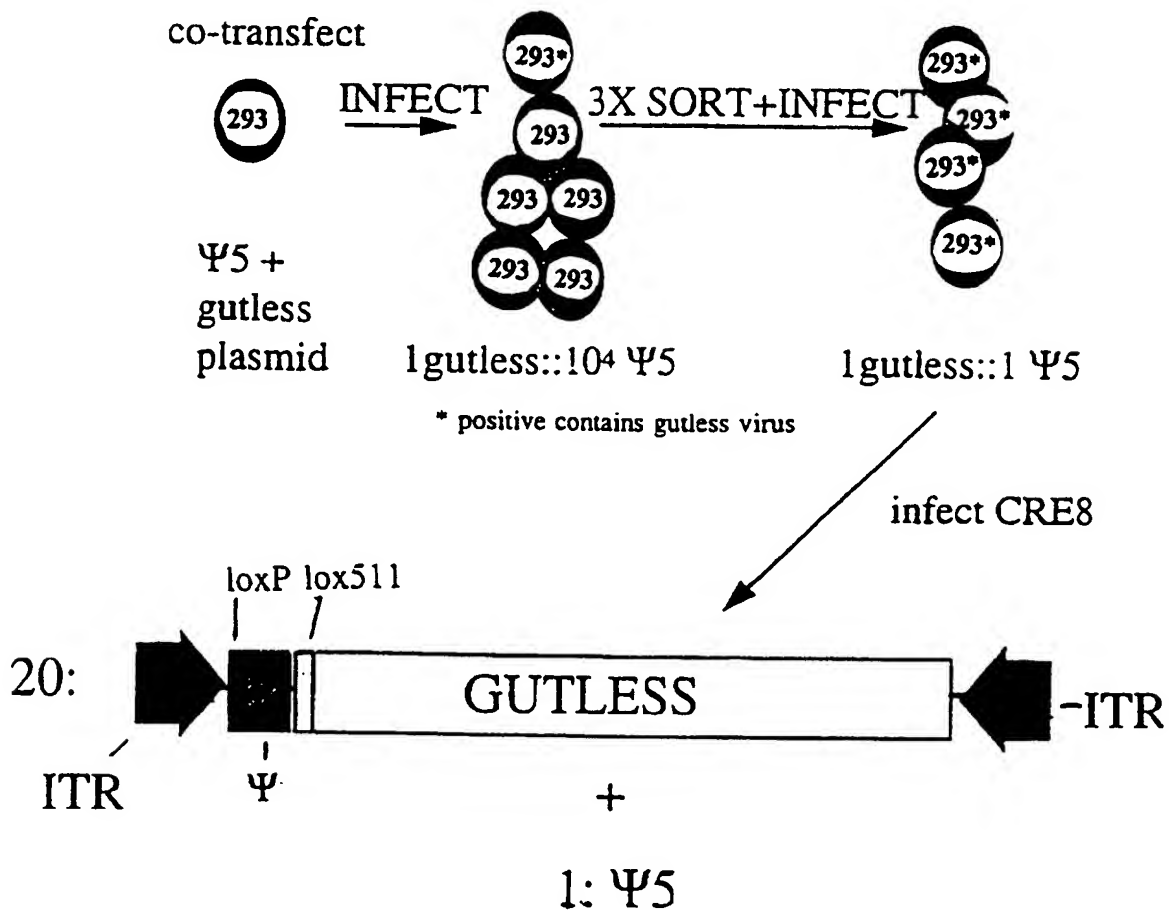 co-transfect
293
INFECT
293*
293
293
293
293
293
3X SORT+INFECT
293*
293*
293*
293*
Ψ5 +
gutless
plasmid
1gutless::10⁴ Ψ5
1gutless::1 Ψ5
* positive contains gutless virus
infect CRE8
loxP lox511
20:
GUTLESS
-ITR
ITR
Ψ
+
1: Ψ5